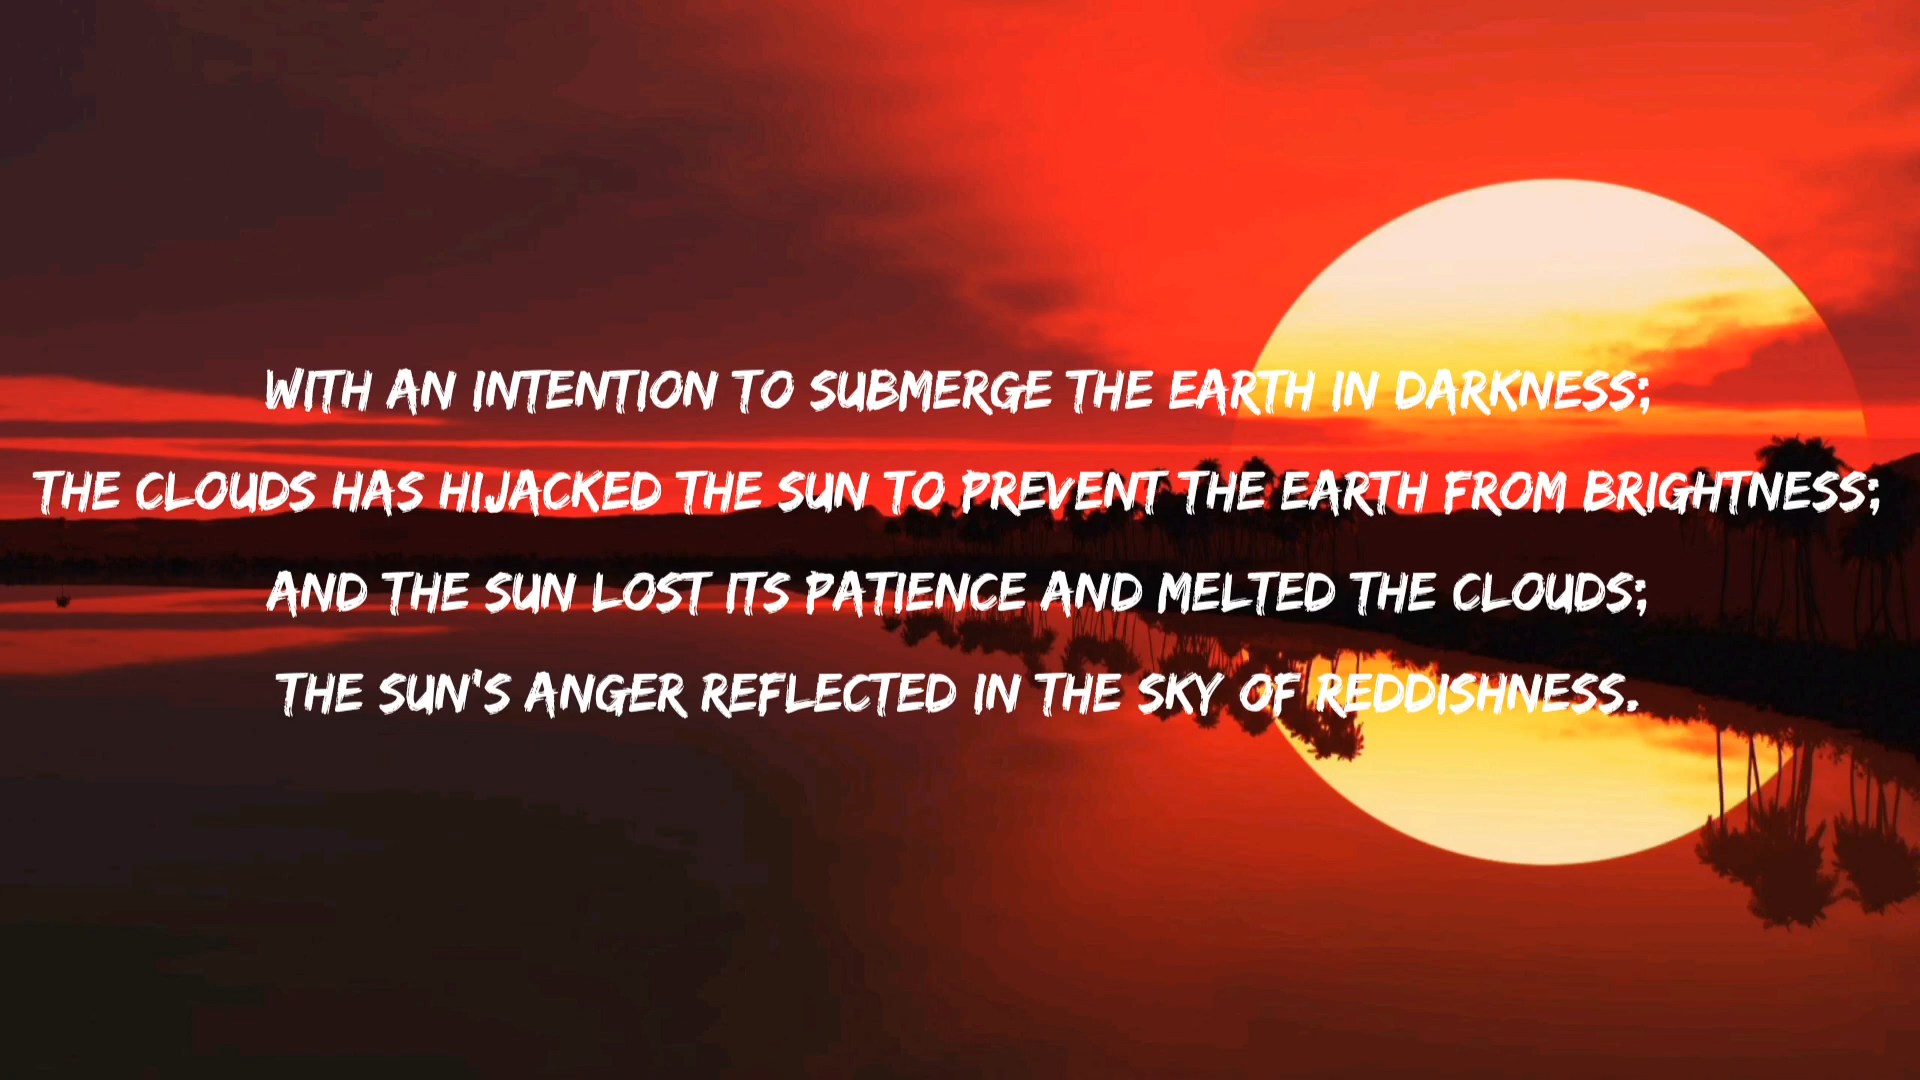 WITH AN INTENTION TO SUBMERGE THE EARTH IN DARKNESS;
THE CLOUDS HAS HIJACKED THE SUN TO PREVENT THE EARTH FROM BRIGHTNESS;
AND THE SUN LOST ITS PATIENCE AND MELTED THE CLOUDS;
THE SUN'S ANGER REFLECTED IN THE SKY OF REDDISHNESS.